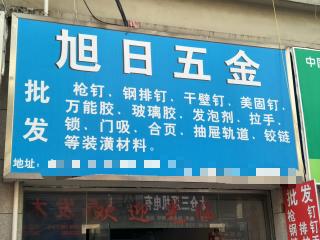 旭日五金
批发
枪钉、钢排钉、干壁钉、美固钉、
万能胶、玻璃胶、发泡剂、拉手、
锁、门吸、合页、抽屉轨道、铰链
等装潢材料。
地址:
中国
批发
枪钉
钢